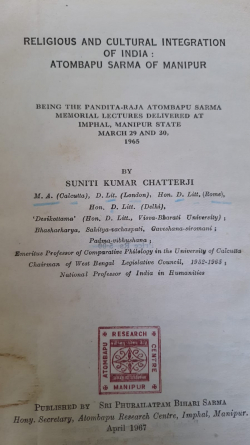 RELIGIOUS AND CULTURAL INTEGRATION
OF INDIA :
ATOMBAPU SARMA OF MANIPUR
BEING THE PANDITA-RAJA ATOMBAPU SARMA
MEMORIAL LECTURES DELIVERED AT
IMPHAL, MANIPUR STATE
MARCH 29 AND 30,
1965
BY
SUNITI KUMAR CHATTERJI
M. A. (Calcutta), D. Lit. (London), Hon. D. Litt. (Rome),
Hon. D. Litt. (Delhi),
'Desikottama' (Hon. D. Litt., Visva-Bharati University) ;
Bhashacharya, Sahitya-vachaspati, Gaveshana-siromani ;
Padma-vibhushana ;
Emeritus Professor of Comparative Philology in the University of Calcutta
Chairman of West Bengal Legislative Council, 1952-1965 ;
National Professor of India in Humanities
ATOMBAPU
RESEARCH
CENTRE
MANIPUR
PUBLISHED BY SRI PHURAILATPAM BIHARI SARMA
Hony. Secretary, Atombapu Research Centre, Imphal, Manipur.
April 1967